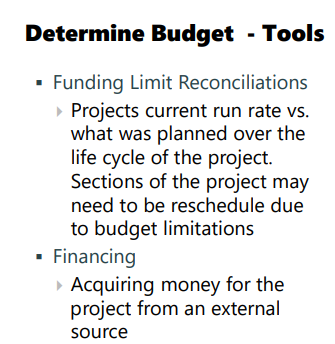 Determine Budget - Tools
Funding Limit Reconciliations
Projects current run rate vs.
what was planned over the
life cycle of the project.
Sections of the project may
need to be reschedule due
to budget limitations
Financing
Acquiring money for the
project from an external
source